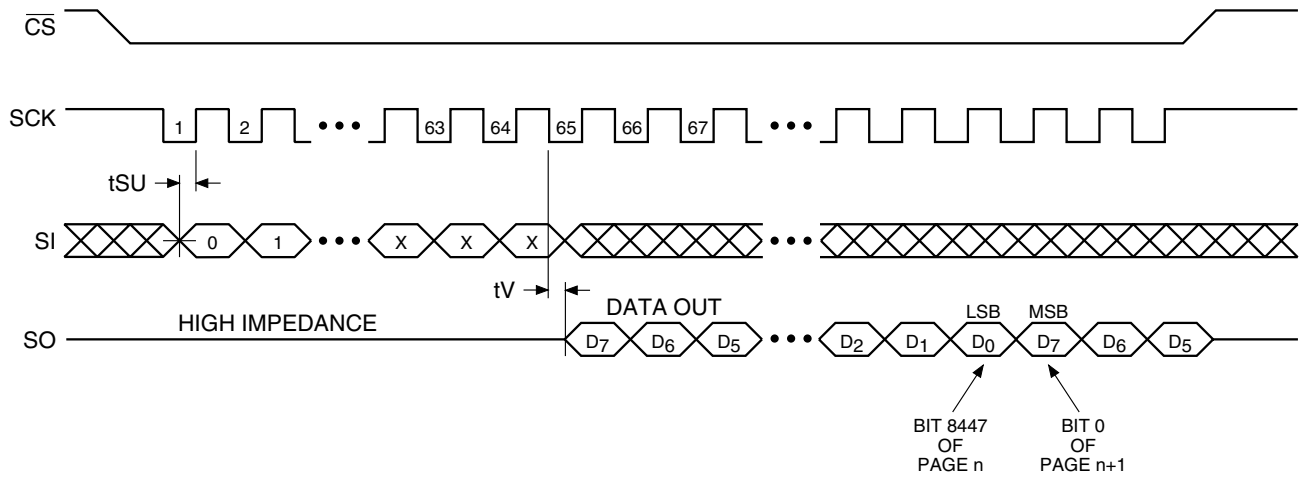 CS
SCK 1 2 ••• 63 64 65 66 67 •••
tSU
SI 0 1 ••• X X X •••
tV
HIGH IMPEDANCE DATA OUT LSB MSB
SO D7 D6 D5 ••• D2 D1 D0 D7 D6 D5
BIT 8447
OF
PAGE n
BIT 0
OF
PAGE n+1